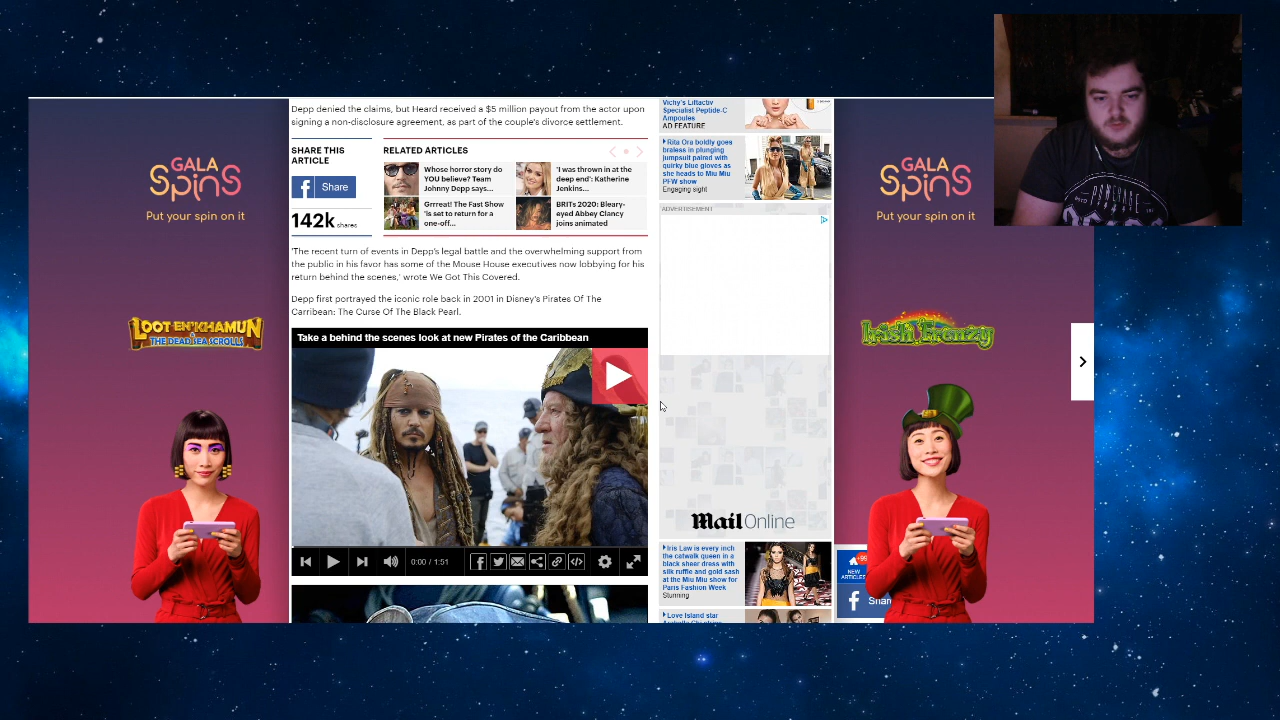 Depp denied the claims, but Heard received a $5 million payout from the actor upon
signing a non-disclosure agreement, as part of the couple's divorce settlement.
SHARE THIS
ARTICLE
Share
142k shares
RELATED ARTICLES
Whose horror story do
YOU believe? Team
Johnny Depp says...
'I was thrown in at the
deep end': Katherine
Jenkins...
Grrreat! The Fast Show
'is set to return for a
one-off...
BRITs 2020: Bleary-
eyed Abbey Clancy
joins animated
'The recent turn of events in Depp's legal battle and the overwhelming support from
the public in his favor has some of the Mouse House executives now lobbying for his
return behind the scenes,' wrote We Got This Covered.
Depp first portrayed the iconic role back in 2001 in Disney's Pirates Of The
Carribean: The Curse Of The Black Pearl.
Take a behind the scenes look at new Pirates of the Caribbean
0:00 / 1:51
Vichy's Liftactiv
Specialist Peptide-C
Ampoules
AD FEATURE
Rita Ora boldly goes
braless in plunging
jumpsuit paired with
quirky blue gloves as
she heads to Miu Miu
PFW show
Engaging sight
ADVERTISEMENT
Mail Online
Iris Law is every inch
the catwalk queen in a
black sheer dress with
silk ruffle and gold sash
at the Miu Miu show for
Paris Fashion Week
Stunning
Love Island star
GALA
SpinS
Put your spin on it
LOOT EN'KHAMUN
& THE DEAD SEA SCROLLS
GALA
SpinS
Put your spin on it
Irish Frenzy
NEW
ARTICLES
Shar
PARKWAY